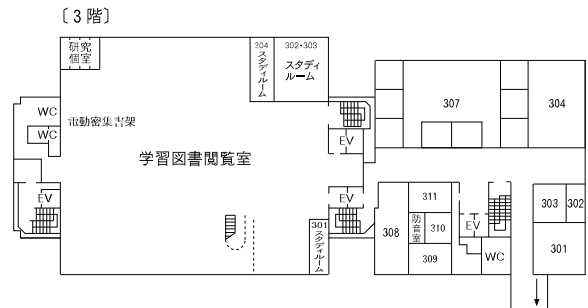 〔3階〕
研究
個室
304
スタディルーム
302・303
スタディ
ルーム
WC
WC
電動密集書架
学習図書閲覧室
EV
EV
EV
301
スタディルーム
307
304
308
311
防音室
310
309
EV
WC
303
302
301